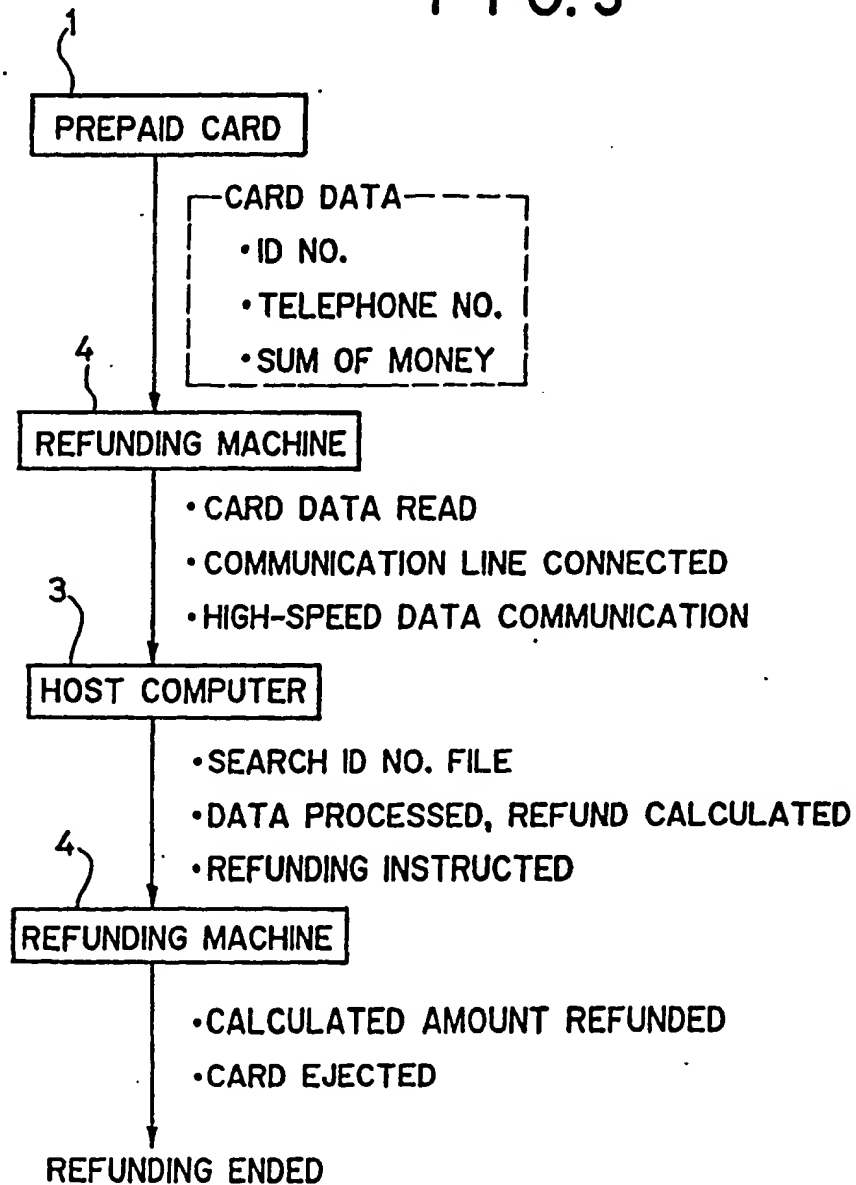 1
PREPAID CARD
CARD DATA
•ID NO.
•TELEPHONE NO.
•SUM OF MONEY
4
REFUNDING MACHINE
•CARD DATA READ
•COMMUNICATION LINE CONNECTED
•HIGH-SPEED DATA COMMUNICATION
3
HOST COMPUTER
•SEARCH ID NO. FILE
•DATA PROCESSED, REFUND CALCULATED
•REFUNDING INSTRUCTED
4
REFUNDING MACHINE
•CALCULATED AMOUNT REFUNDED
•CARD EJECTED
REFUNDING ENDED